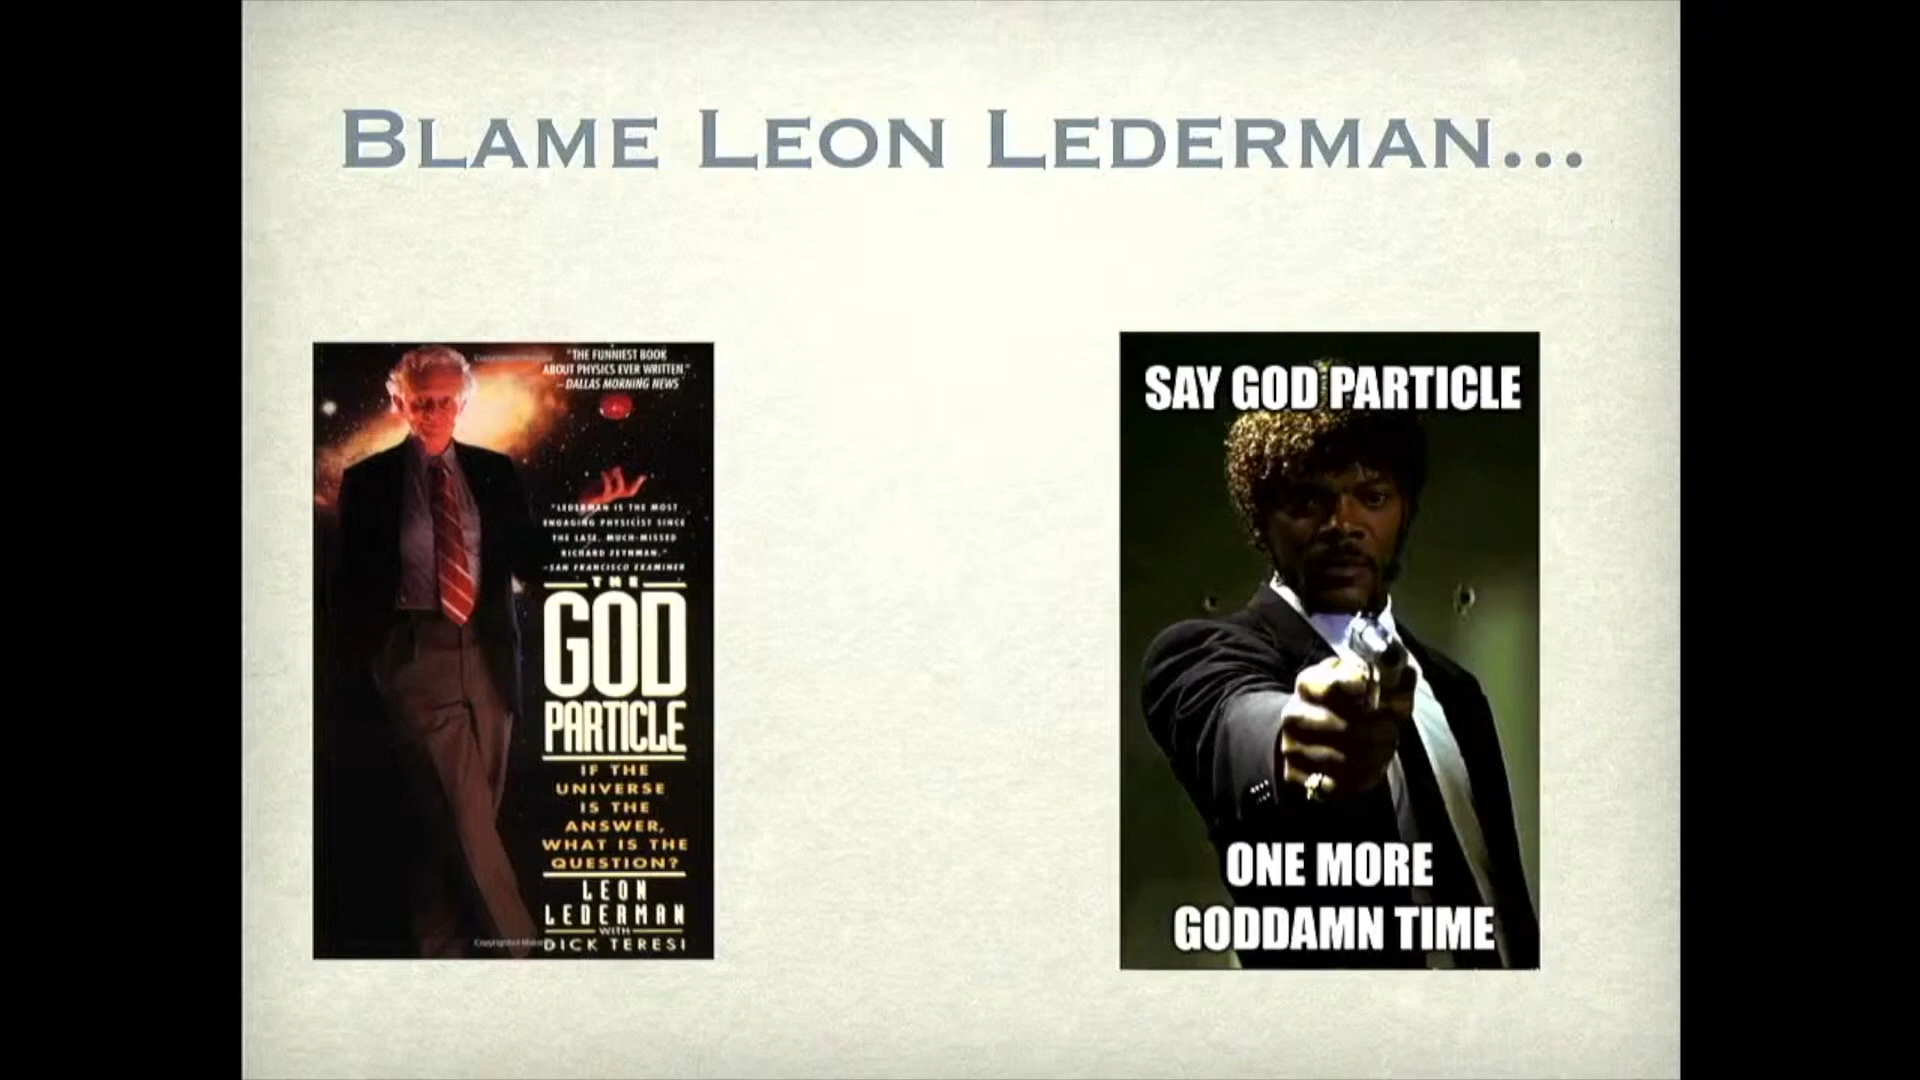 BLAME LEON LEDERMAN...
"THE FUNNIEST BOOK
ABOUT PHYSICS EVER WRITTEN."
– DALLAS MORNING NEWS
"LEDERMAN IS THE MOST
ENGAGING PHYSICIST SINCE
THE LATE, MUCH-MISSED
RICHARD FEYNMAN."
–SAN FRANCISCO EXAMINER
THE
GOD
PARTICLE
IF THE
UNIVERSE
IS THE
ANSWER,
WHAT IS THE
QUESTION?
LEON
LEDERMAN
WITH
DICK TERESI
SAY GOD PARTICLE
ONE MORE
GODDAMN TIME